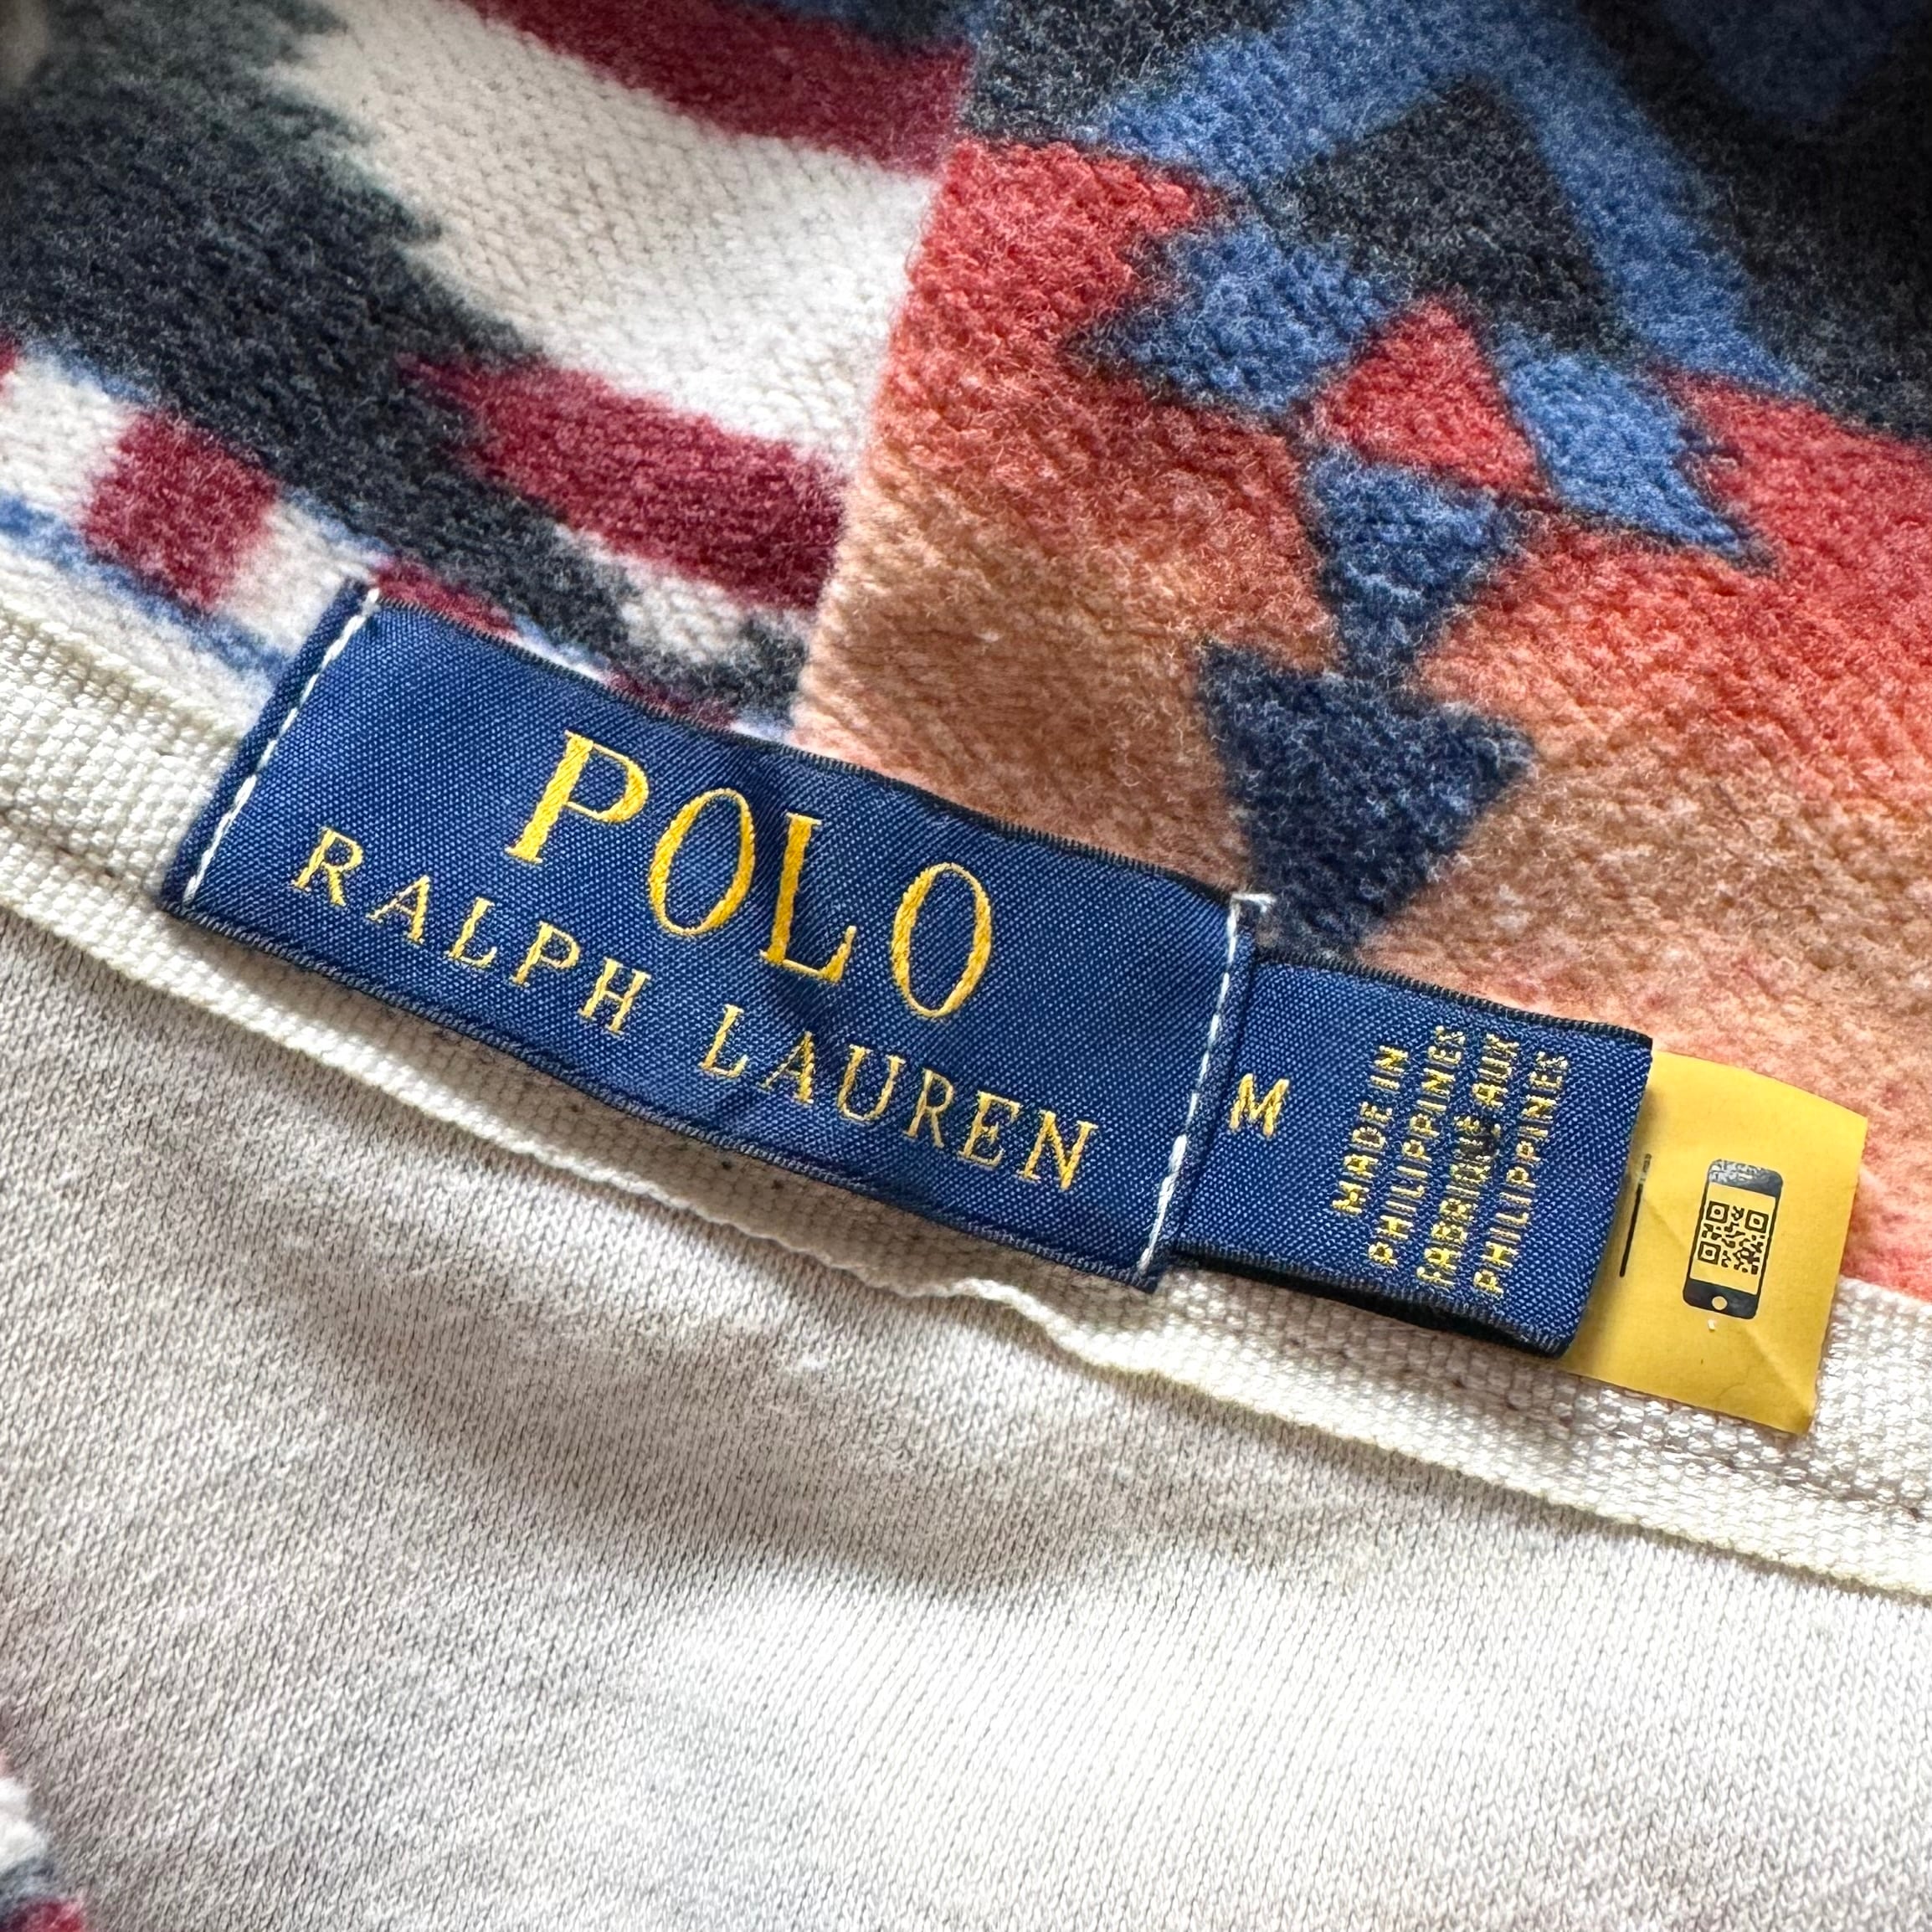 POLO
RALPH LAUREN
M
MADE IN
PHILIPPINES
FABRIQUÉ AUX
PHILIPPINES